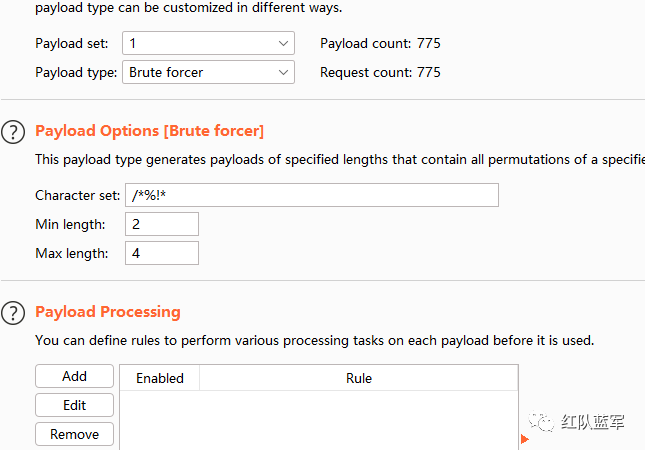 payload type can be customized in different ways.
Payload set: 1 Payload count: 775
Payload type: Brute forcer Request count: 775
? Payload Options [Brute forcer]
This payload type generates payloads of specified lengths that contain all permutations of a specifie
Character set: /*%!*
Min length: 2
Max length: 4
? Payload Processing
You can define rules to perform various processing tasks on each payload before it is used.
Add Enabled Rule
Edit
Remove
红队蓝军